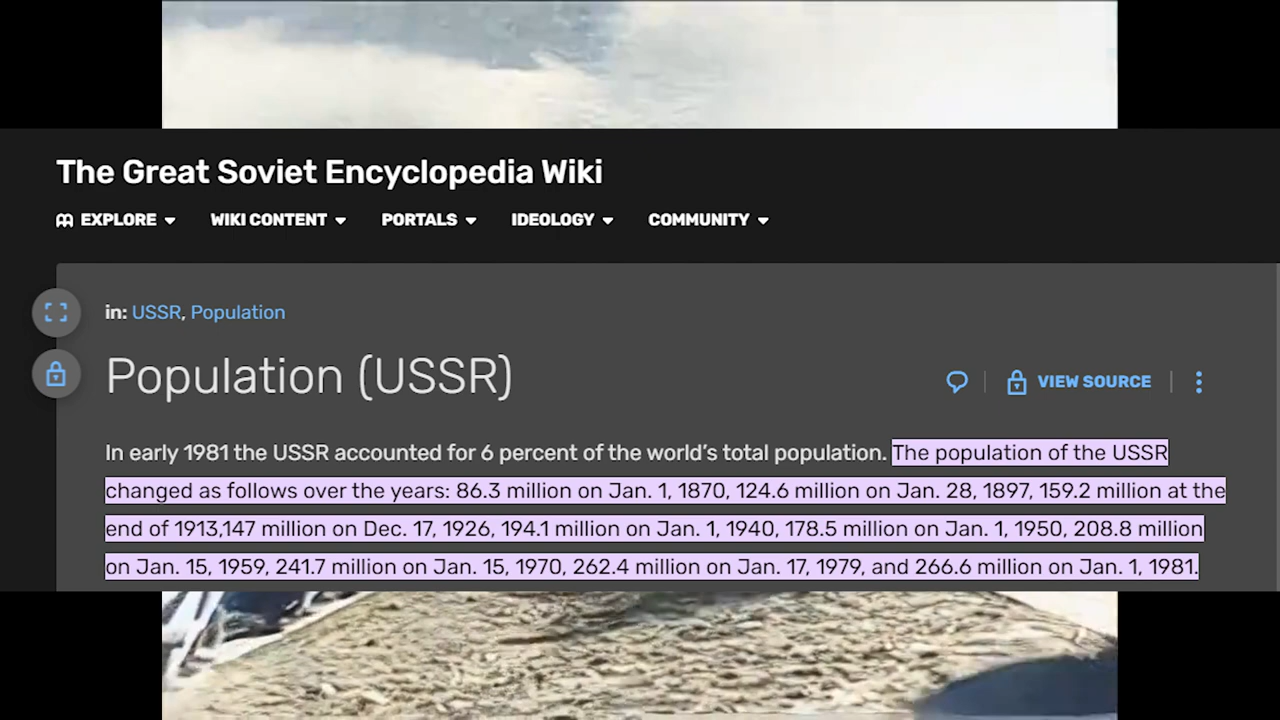 The Great Soviet Encyclopedia Wiki
EXPLORE WIKI CONTENT PORTALS IDEOLOGY COMMUNITY
in: USSR, Population
Population (USSR)
VIEW SOURCE
In early 1981 the USSR accounted for 6 percent of the world’s total population. The population of the USSR
changed as follows over the years: 86.3 million on Jan. 1, 1870, 124.6 million on Jan. 28, 1897, 159.2 million at the
end of 1913,147 million on Dec. 17, 1926, 194.1 million on Jan. 1, 1940, 178.5 million on Jan. 1, 1950, 208.8 million
on Jan. 15, 1959, 241.7 million on Jan. 15, 1970, 262.4 million on Jan. 17, 1979, and 266.6 million on Jan. 1, 1981.